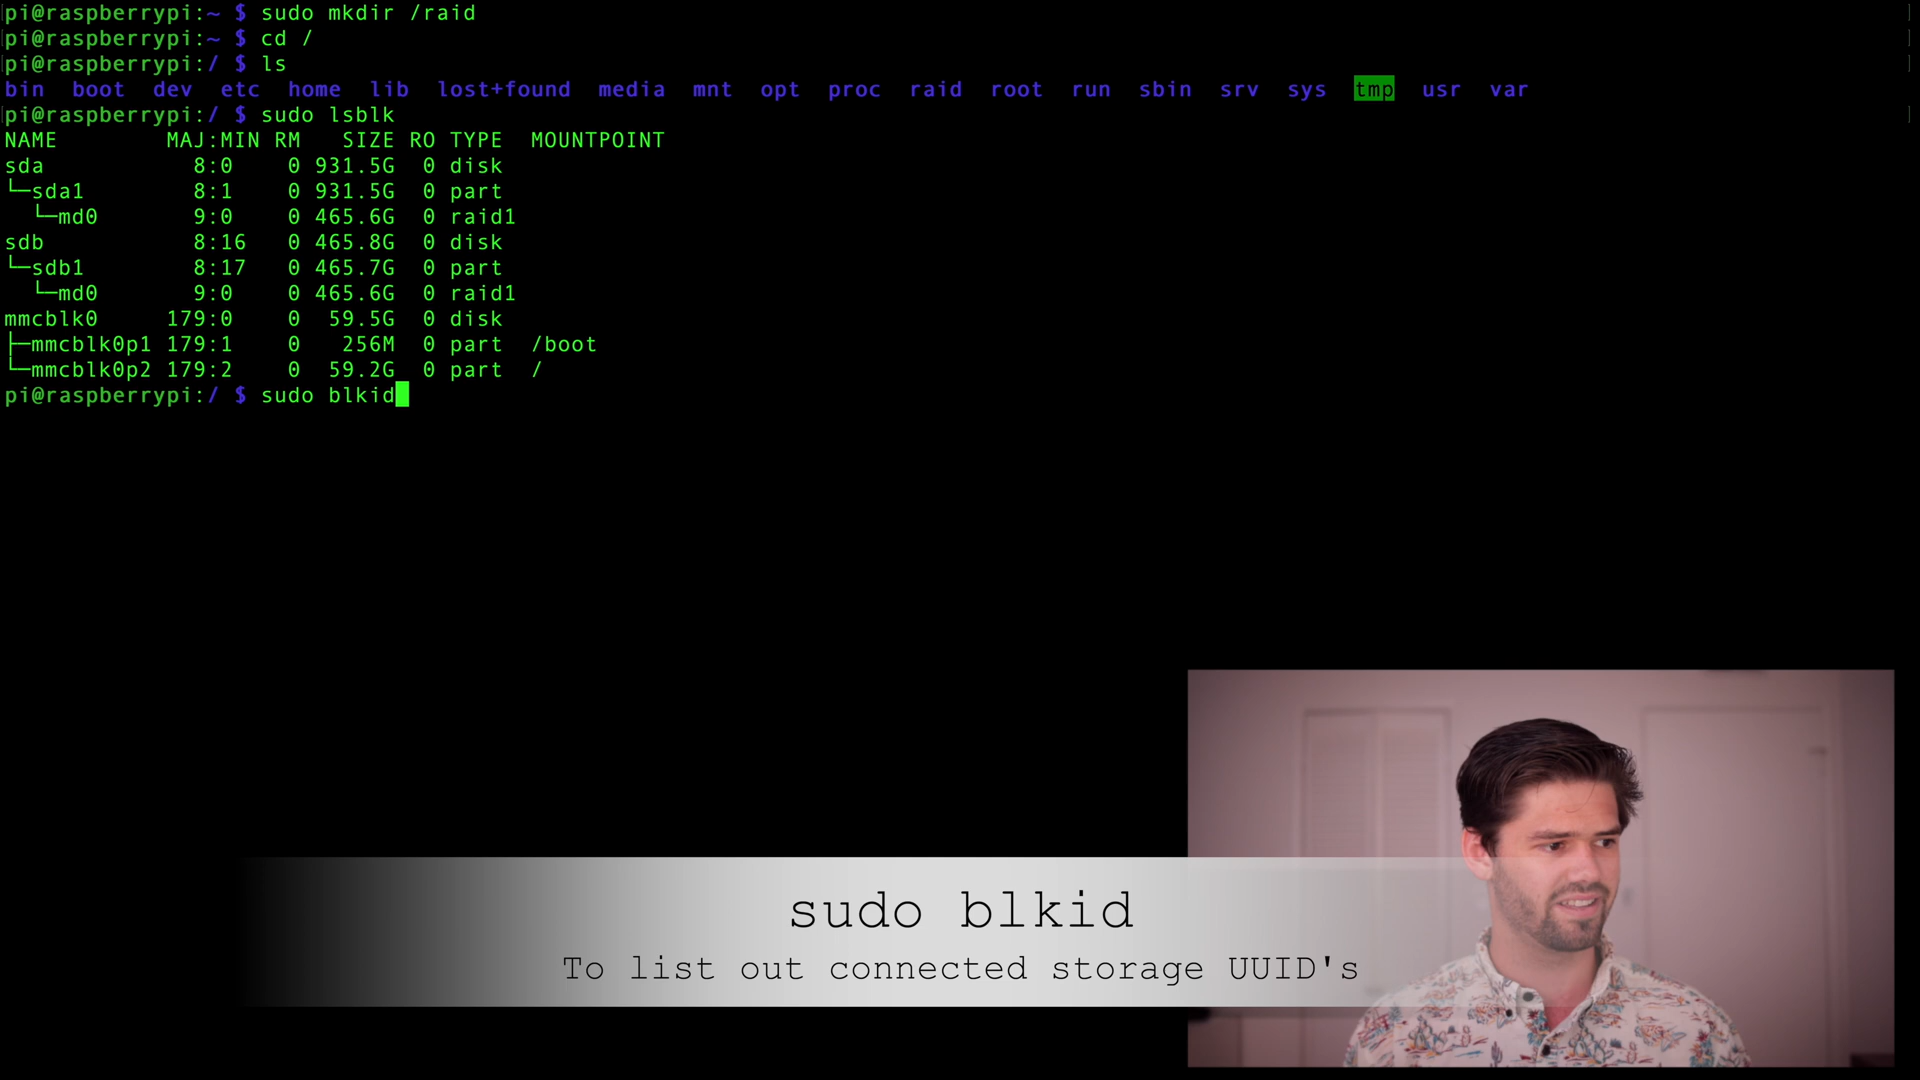 pi@raspberrypi:~ $ sudo mkdir /raid
pi@raspberrypi:~ $ cd /
pi@raspberrypi:/ $ ls
bin boot dev etc home lib lost+found media mnt opt proc raid root run sbin srv sys tmp usr var
pi@raspberrypi:/ $ sudo lsblk
NAME MAJ:MIN RM SIZE RO TYPE MOUNTPOINT
sda 8:0 0 931.5G 0 disk
└─sda1 8:1 0 931.5G 0 part
└─md0 9:0 0 465.6G 0 raid1
sdb 8:16 0 465.8G 0 disk
└─sdb1 8:17 0 465.7G 0 part
└─md0 9:0 0 465.6G 0 raid1
mmcblk0 179:0 0 59.5G 0 disk
├─mmcblk0p1 179:1 0 256M 0 part /boot
└─mmcblk0p2 179:2 0 59.2G 0 part /
pi@raspberrypi:/ $ sudo blkid
sudo blkid
To list out connected storage UUID's